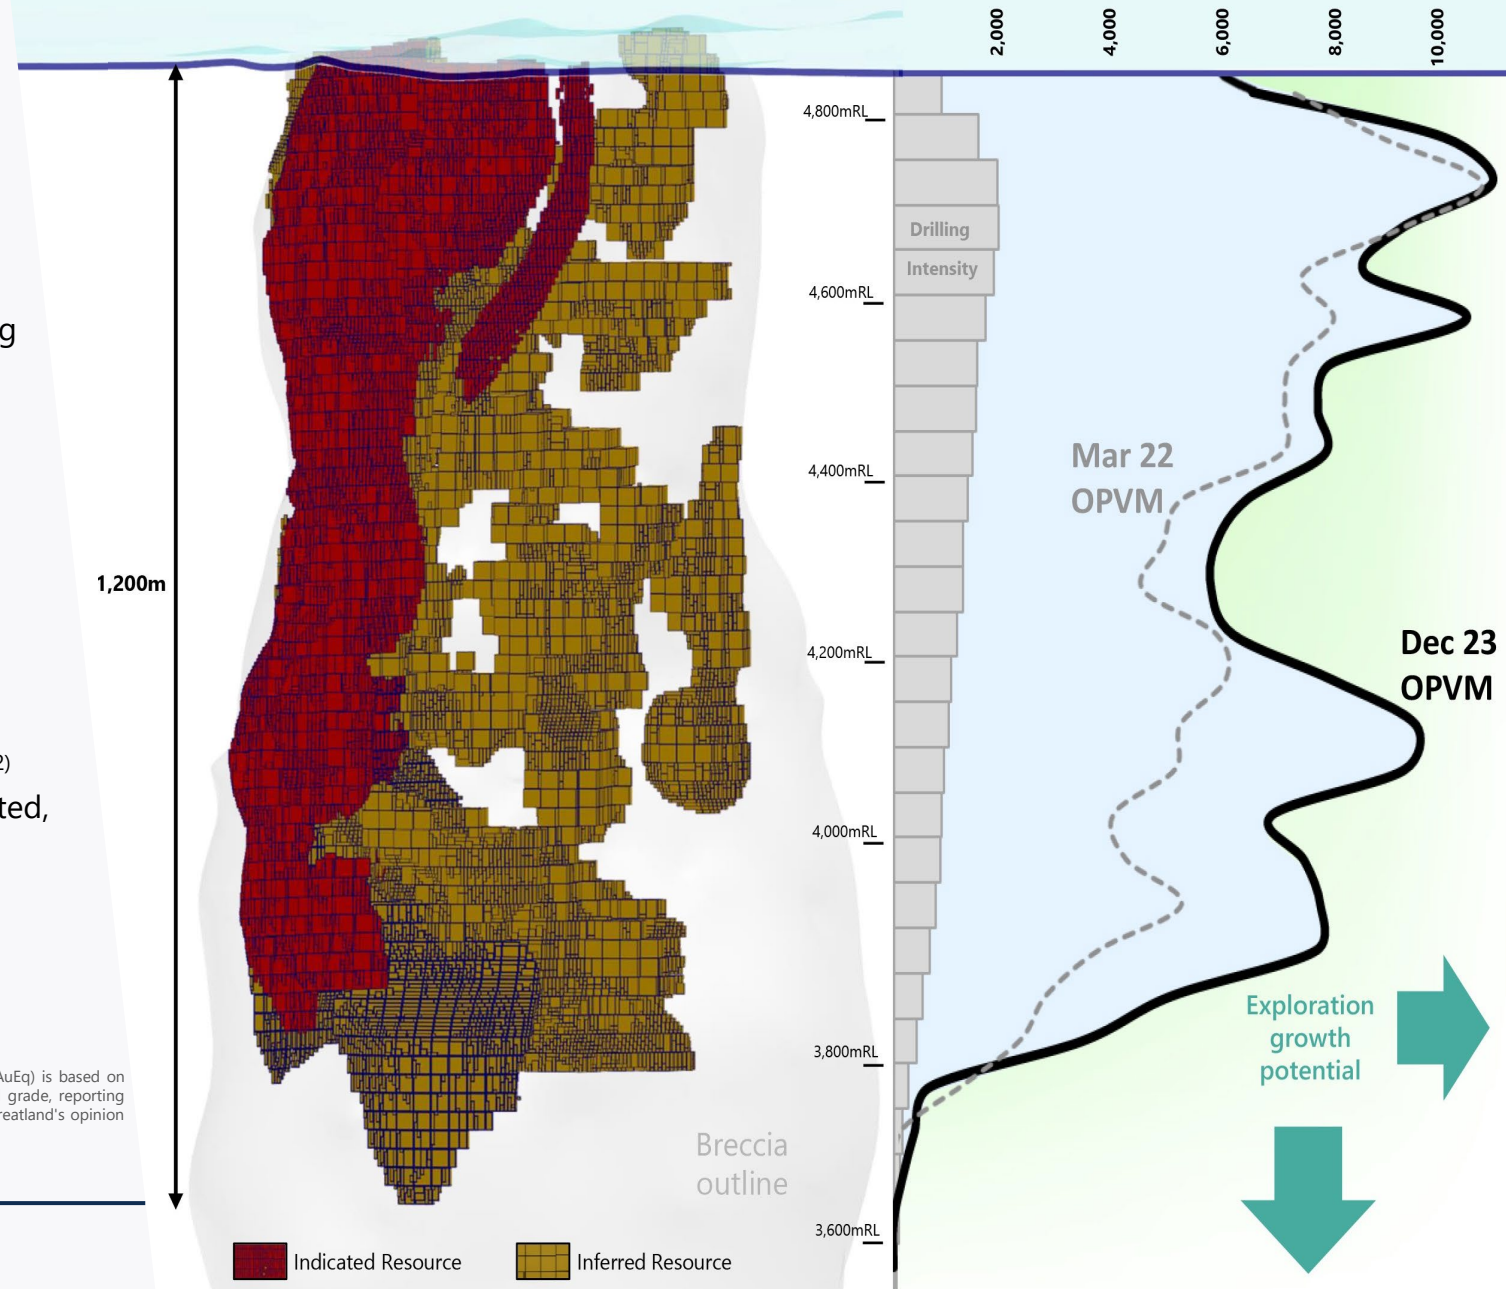 g
2)
ted,
AuEq) is based on
grade, reporting
reatland's opinion
1,200m
Breccia
outline
Indicated Resource
Inferred Resource
2,000
4,000
6,000
8,000
10,000
4,800mRL
4,600mRL
4,400mRL
4,200mRL
4,000mRL
3,800mRL
3,600mRL
Drilling
Intensity
Mar 22
OPVM
Dec 23
OPVM
Exploration
growth
potential